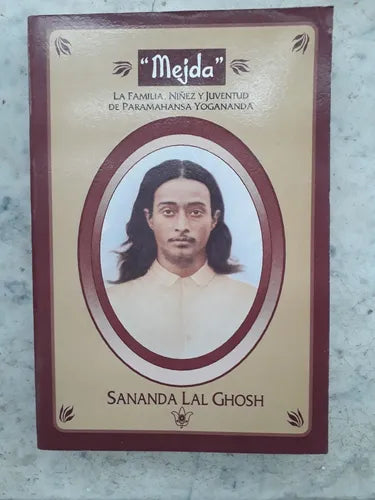 "Mejda"
La Familia, Niñez y Juventud
de Paramahansa Yogananda
Sananda Lal Ghosh